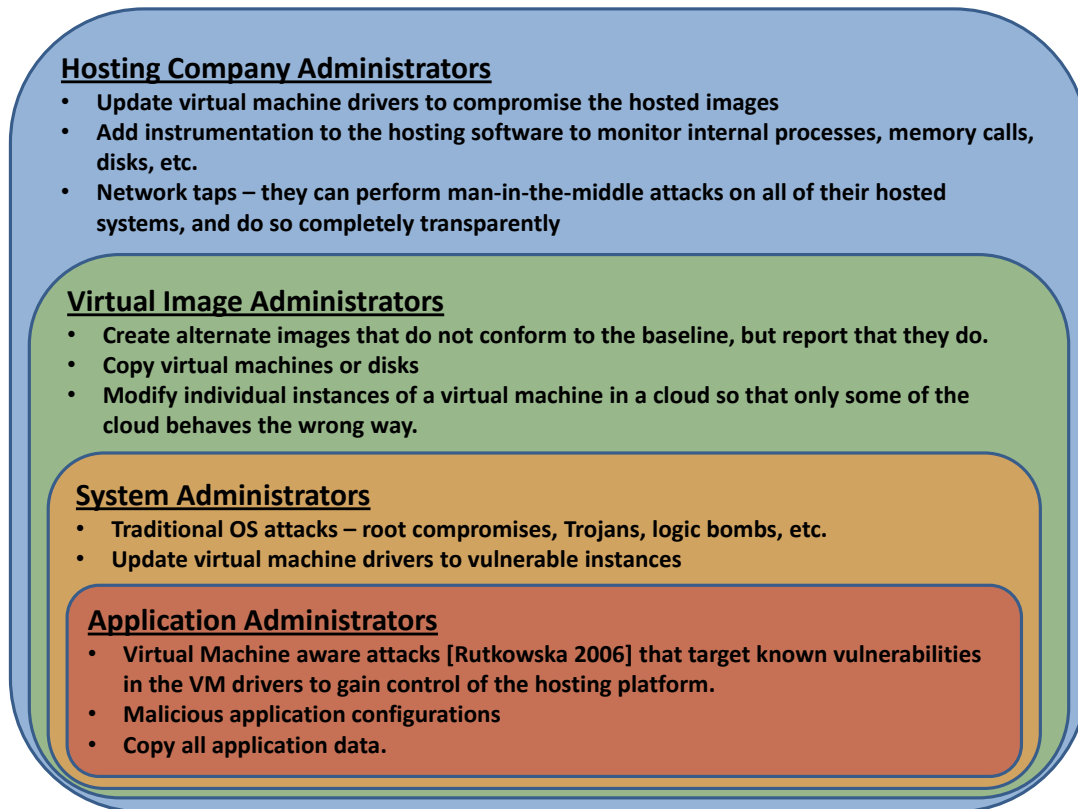 Hosting Company Administrators
• Update virtual machine drivers to compromise the hosted images
• Add instrumentation to the hosting software to monitor internal processes, memory calls,
disks, etc.
• Network taps – they can perform man-in-the-middle attacks on all of their hosted
systems, and do so completely transparently
Virtual Image Administrators
• Create alternate images that do not conform to the baseline, but report that they do.
• Copy virtual machines or disks
• Modify individual instances of a virtual machine in a cloud so that only some of the
cloud behaves the wrong way.
System Administrators
• Traditional OS attacks – root compromises, Trojans, logic bombs, etc.
• Update virtual machine drivers to vulnerable instances
Application Administrators
• Virtual Machine aware attacks [Rutkowska 2006] that target known vulnerabilities
in the VM drivers to gain control of the hosting platform.
• Malicious application configurations
• Copy all application data.